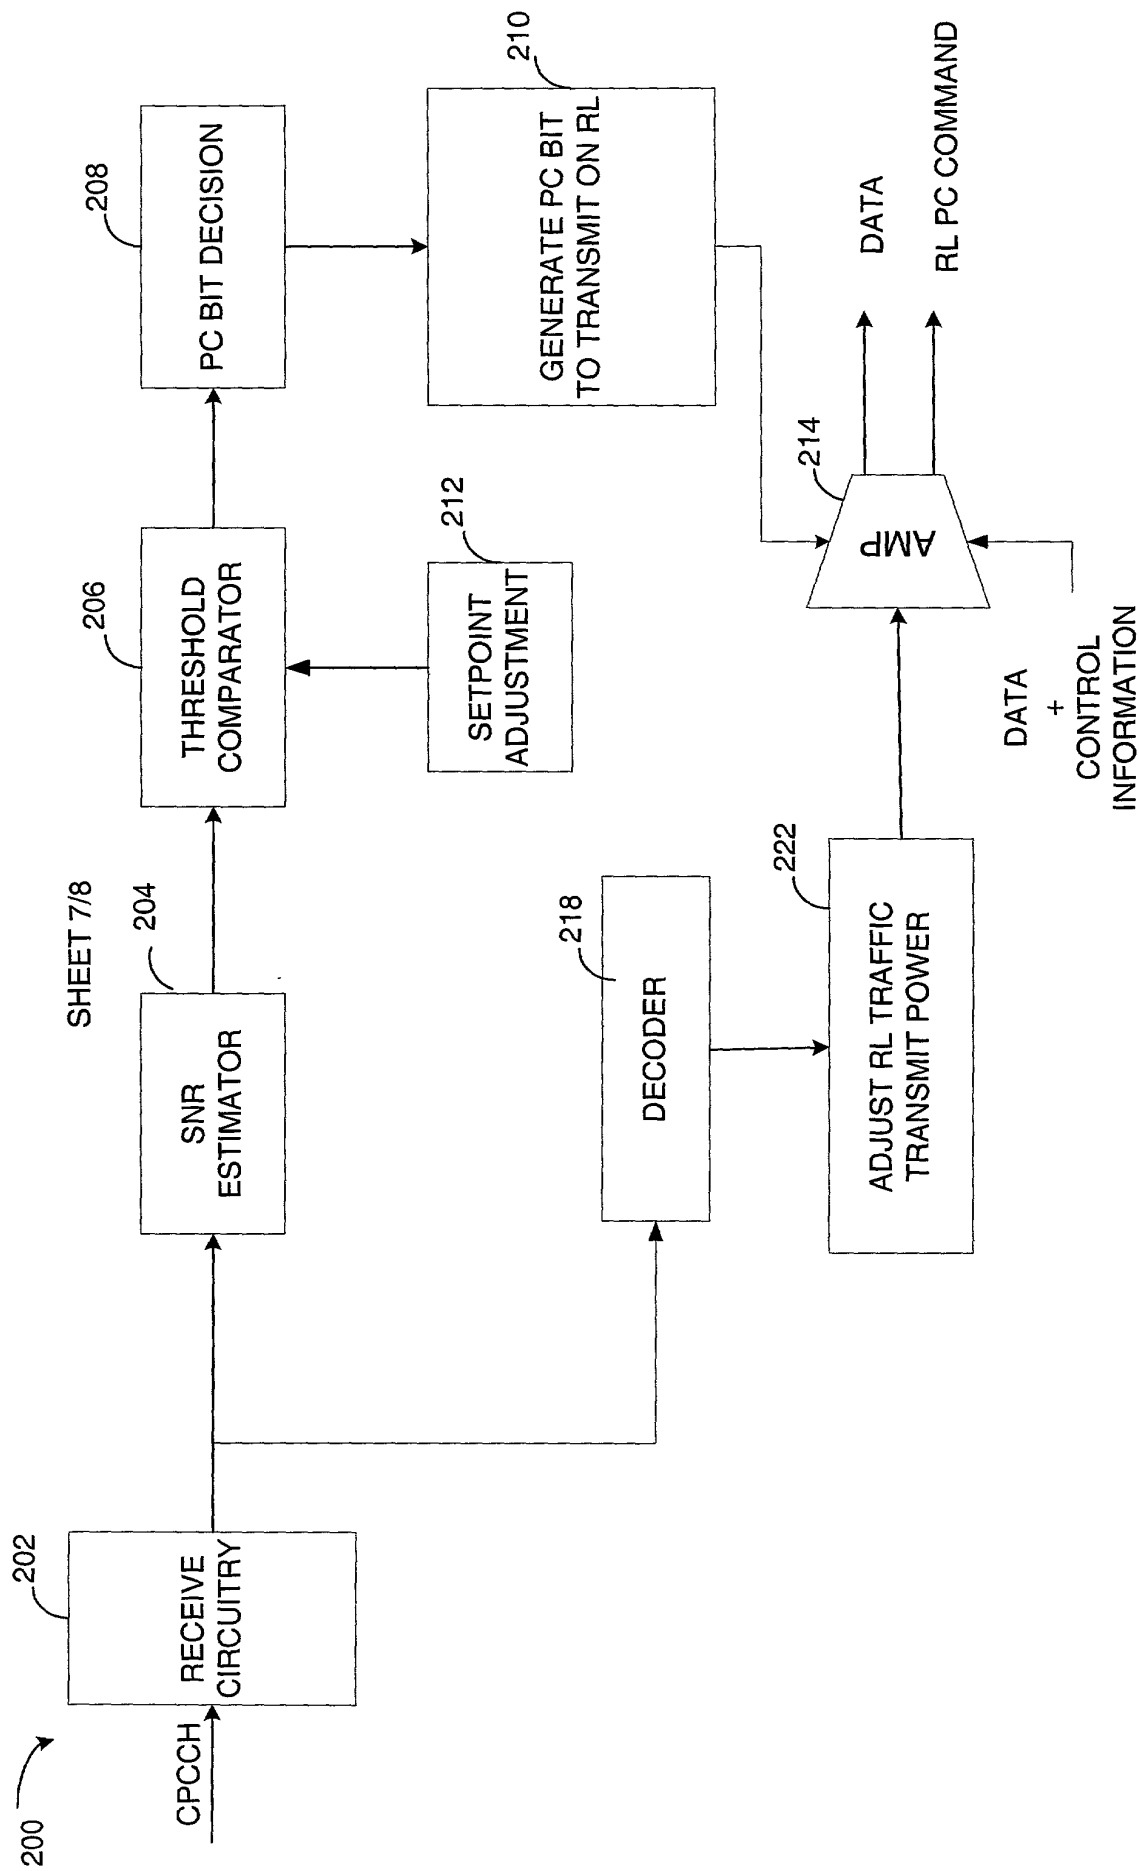 SHEET 7/8
200
CPCCH
202
RECEIVE
CIRCUITRY
204
SNR
ESTIMATOR
206
THRESHOLD
COMPARATOR
208
PC BIT DECISION
212
SETPOINT
ADJUSTMENT
210
GENERATE PC BIT
TO TRANSMIT ON RL
218
DECODER
222
ADJUST RL TRAFFIC
TRANSMIT POWER
214
AMP
DATA
RL PC COMMAND
DATA
+
CONTROL
INFORMATION